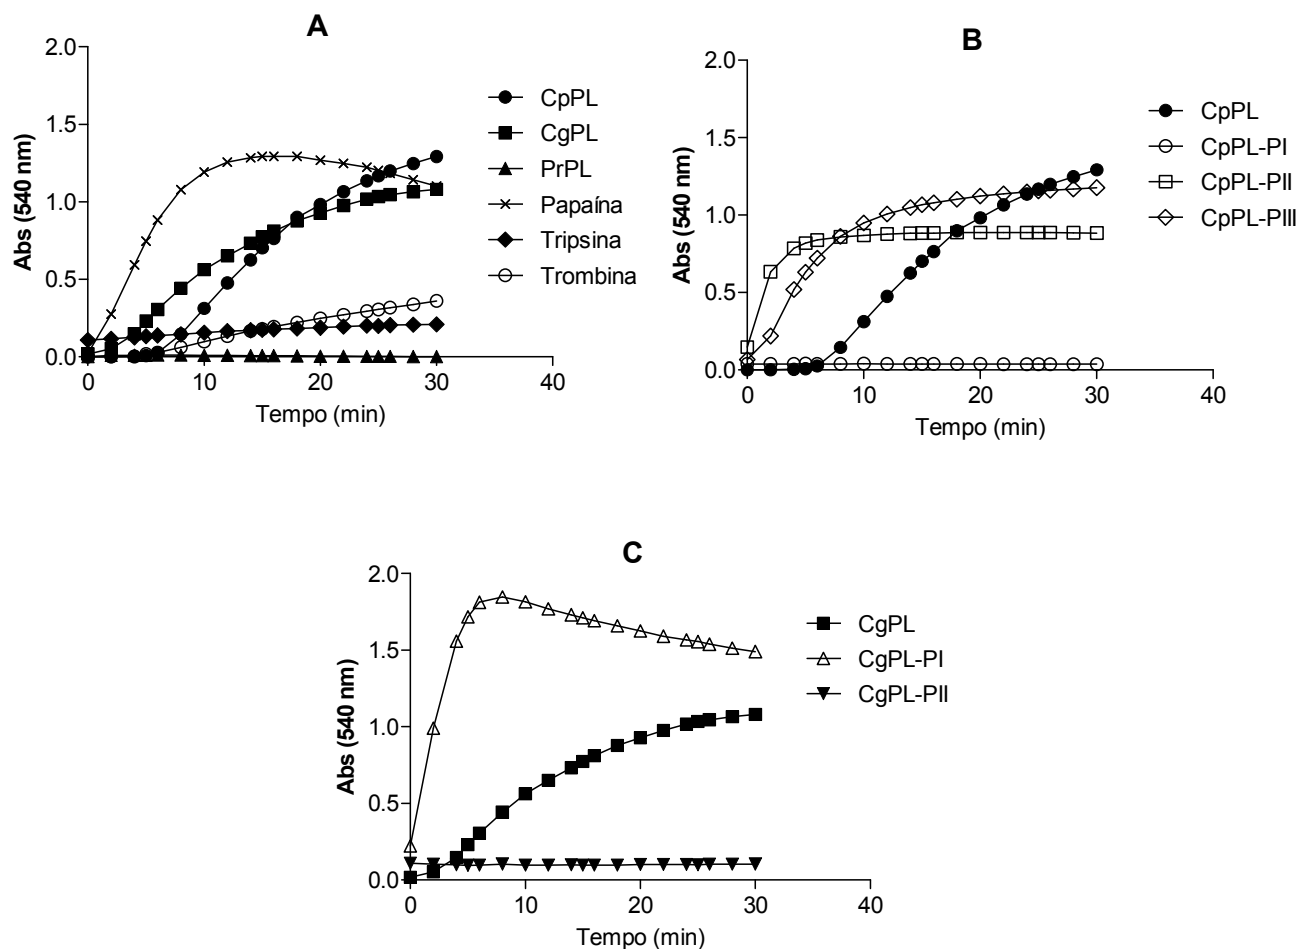 A
2.0
1.5
1.0
0.5
0.0
0
10
20
30
40
Abs (540 nm)
Tempo (min)
CpPL
CgPL
PrPL
Papaína
Tripsina
Trombina
B
2.0
1.5
1.0
0.5
0.0
0
10
20
30
40
Abs (540 nm)
Tempo (min)
CpPL
CpPL-PI
CpPL-PII
CpPL-PIII
C
2.0
1.5
1.0
0.5
0.0
0
10
20
30
40
Abs (540 nm)
Tempo (min)
CgPL
CgPL-PI
CgPL-PII